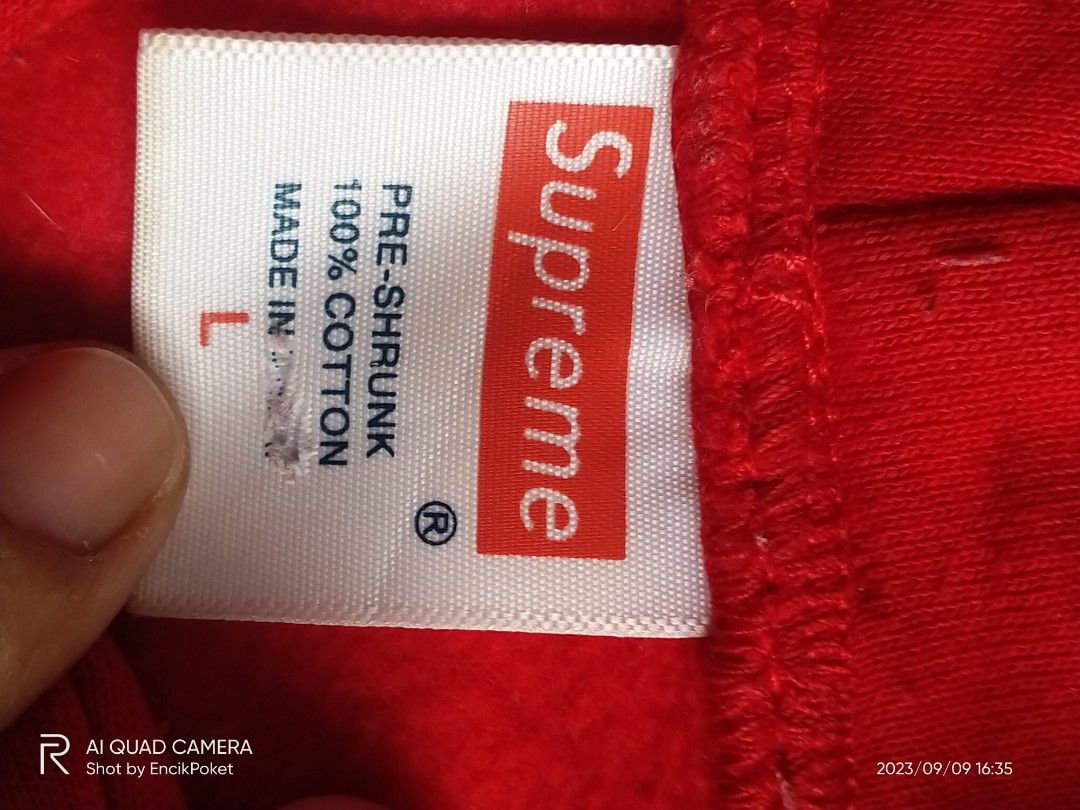 Supreme
®
PRE-SHRUNK
100% COTTON
MADE IN
L
AI QUAD CAMERA
Shot by EncikPoket
2023/09/09 16:35